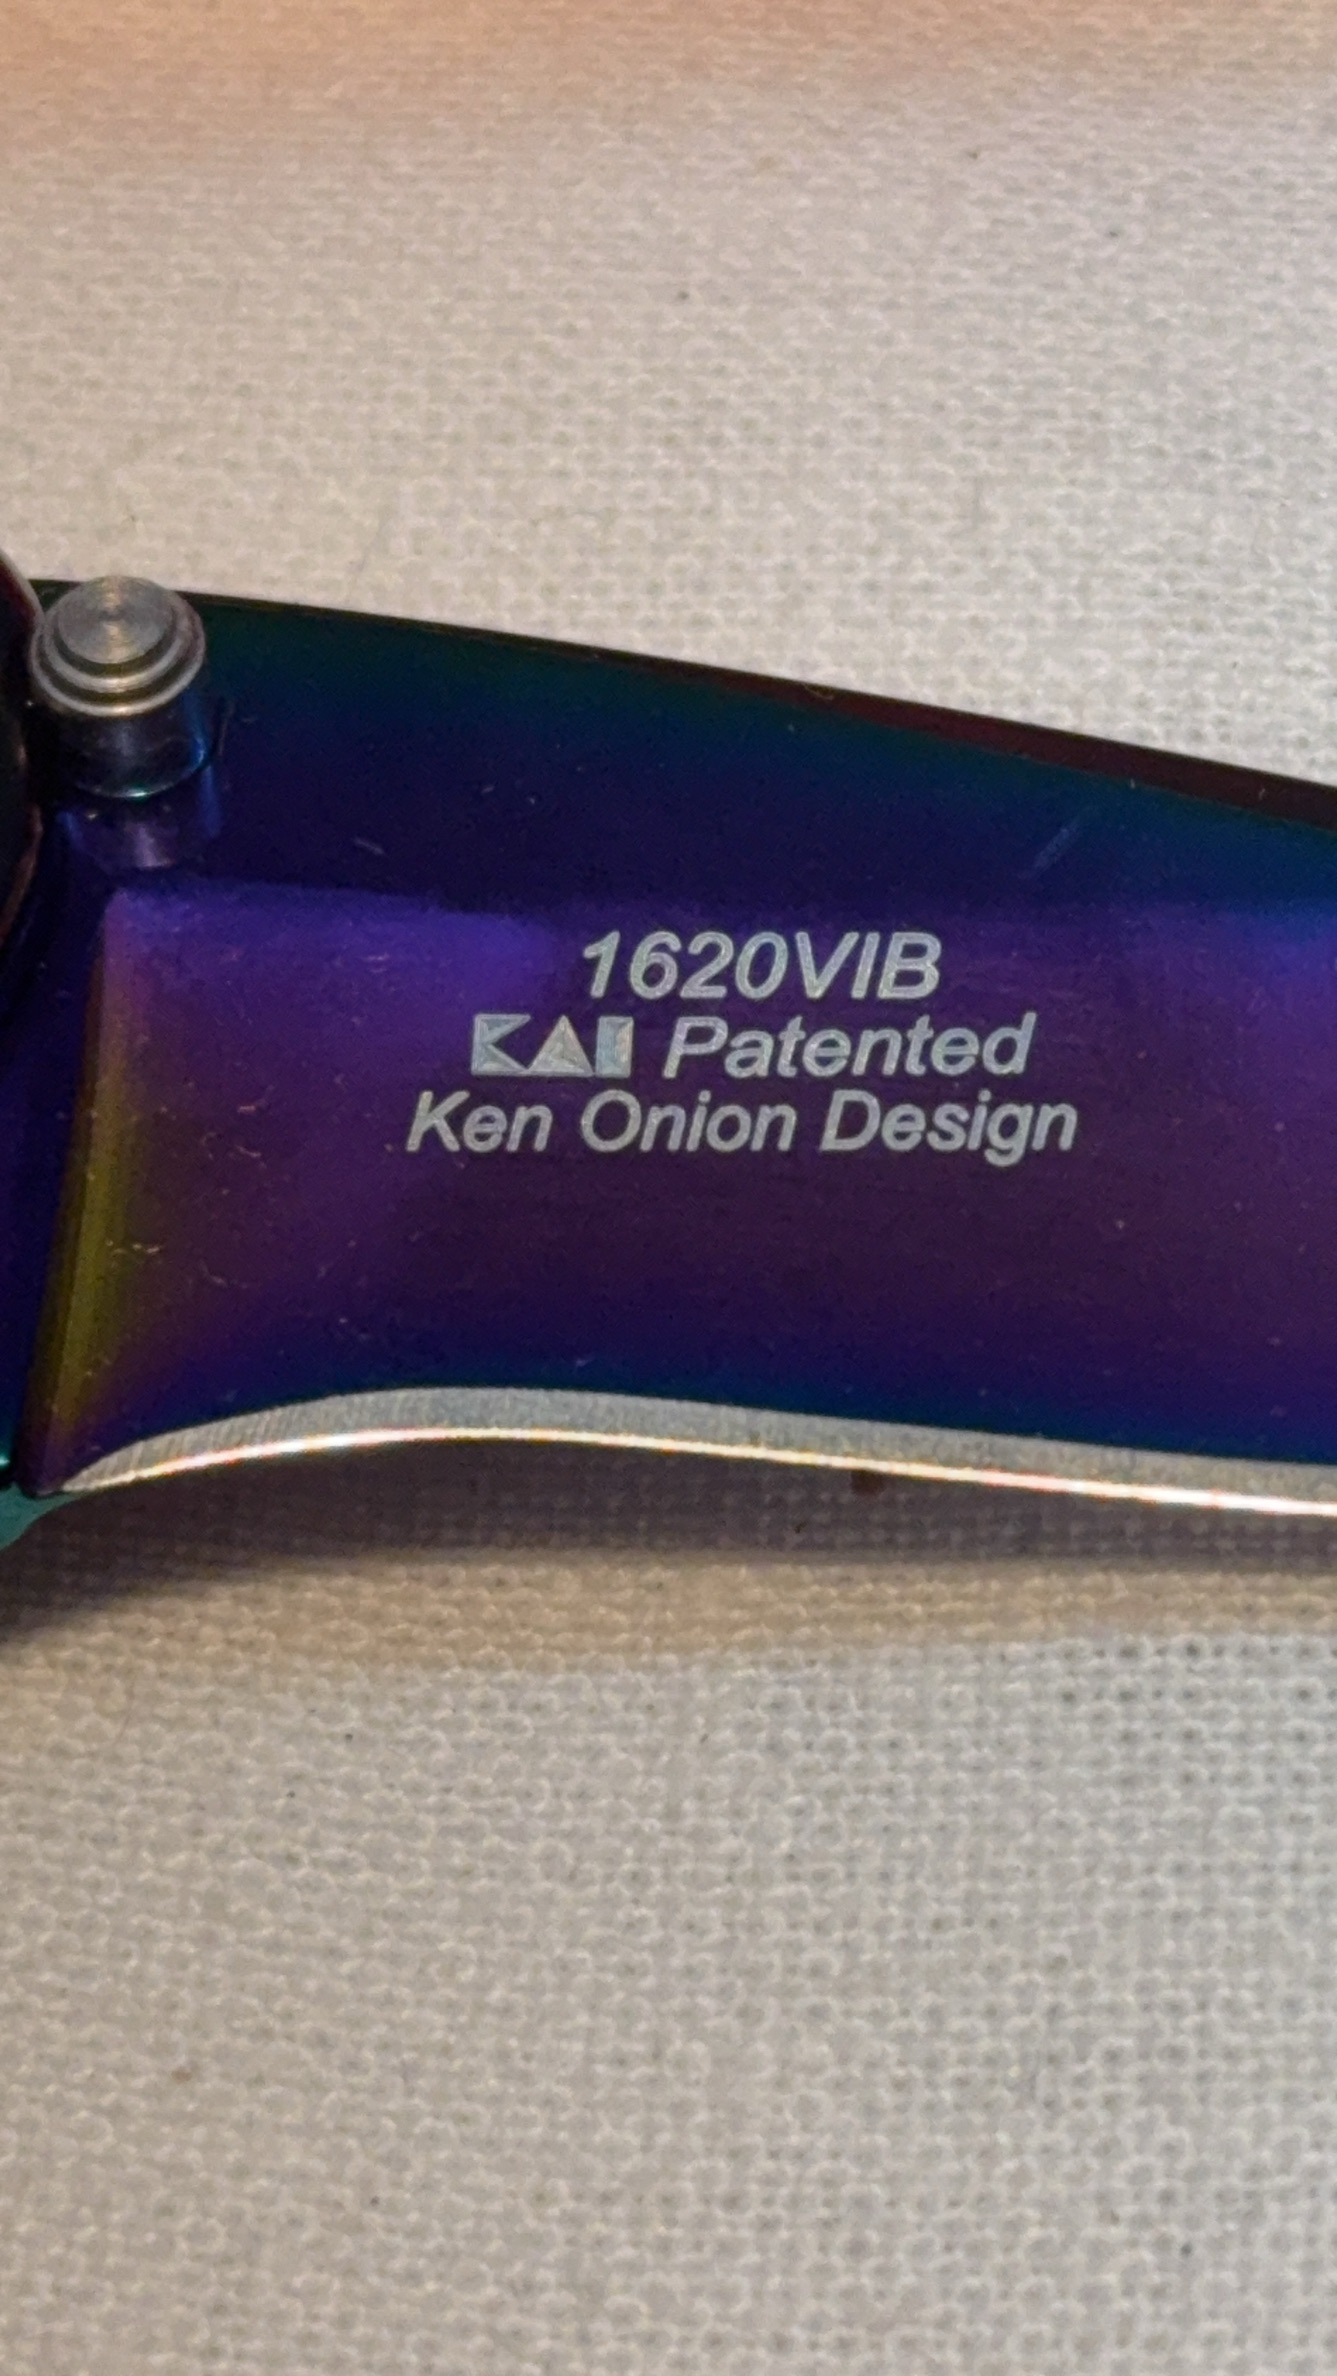 1620VIB
KAI Patented
Ken Onion Design